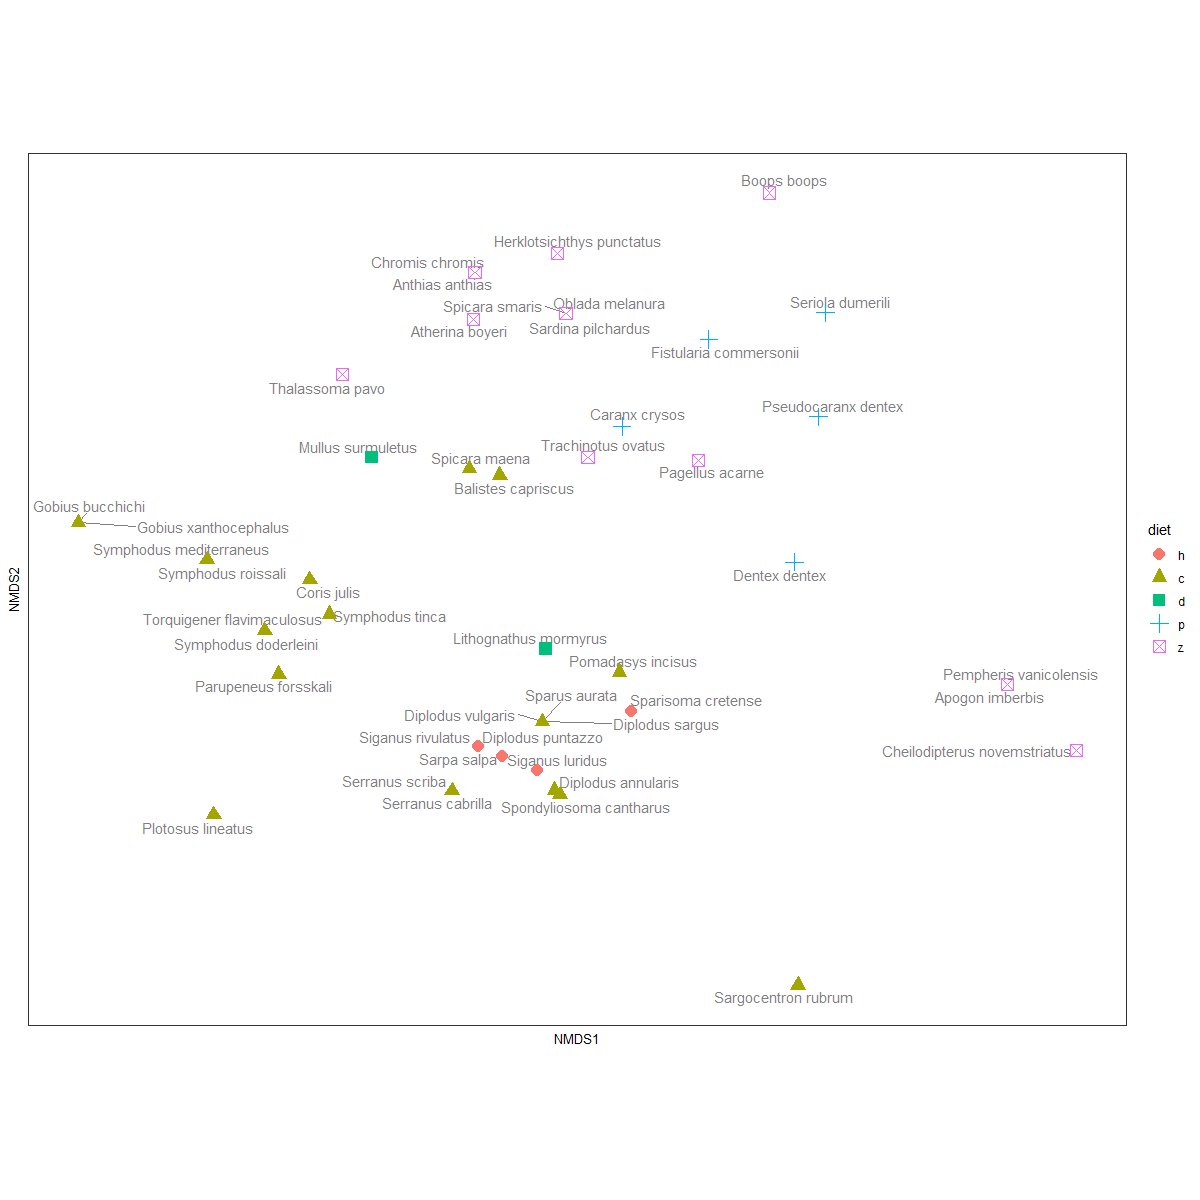 Boops boops
Herklotsichthys punctatus
Chromis chromis
Anthias anthias
Spicara smaris
Oblada melanura
Seriola dumerili
Atherina boyeri
Sardina pilchardus
Fistularia commersonii
Thalassoma pavo
Caranx crysos
Pseudocaranx dentex
Mullus surmuletus
Trachinotus ovatus
Spicara maena
Pagellus acarne
Balistes capriscus
Gobius bucchichi
Gobius xanthocephalus
Symphodus mediterraneus
Symphodus roissali
Dentex dentex
Coris julis
Torquigener flavimaculosus
Symphodus tinca
Symphodus doderleini
Lithognathus mormyrus
Pomadasys incisus
Parupeneus forsskali
Pempheris vanicolensis
Apogon imberbis
Sparus aurata
Sparisoma cretense
Diplodus vulgaris
Diplodus sargus
Siganus rivulatus
Diplodus puntazzo
Cheilodipterus novemstriatus
Sarpa salpa
Siganus luridus
Serranus scriba
Diplodus annularis
Serranus cabrilla
Spondyliosoma cantharus
Plotosus lineatus
Sargocentron rubrum
NMDS1
NMDS2
diet
h
c
d
p
z